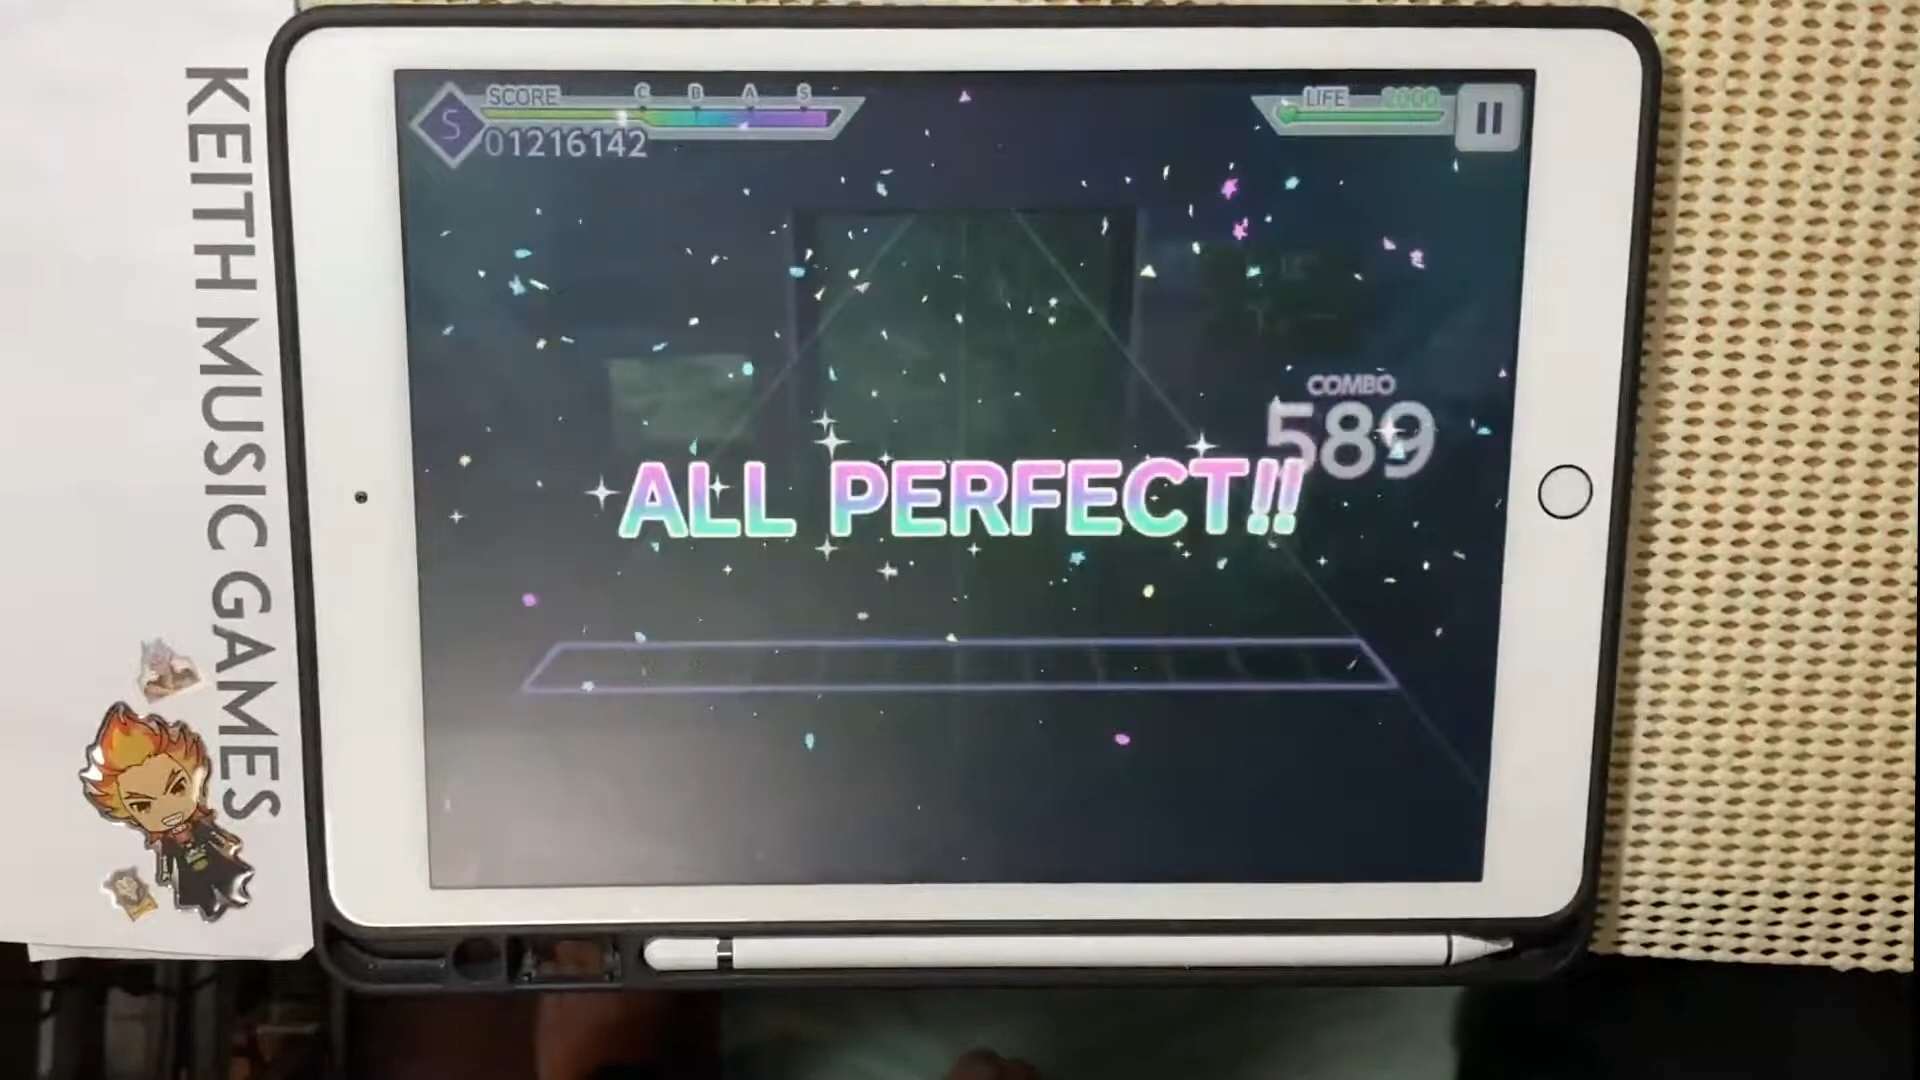 KEITH MUSIC GAMES
S
SCORE
C B A S
01216142
LIFE 2000
COMBO
589
ALL PERFECT!!